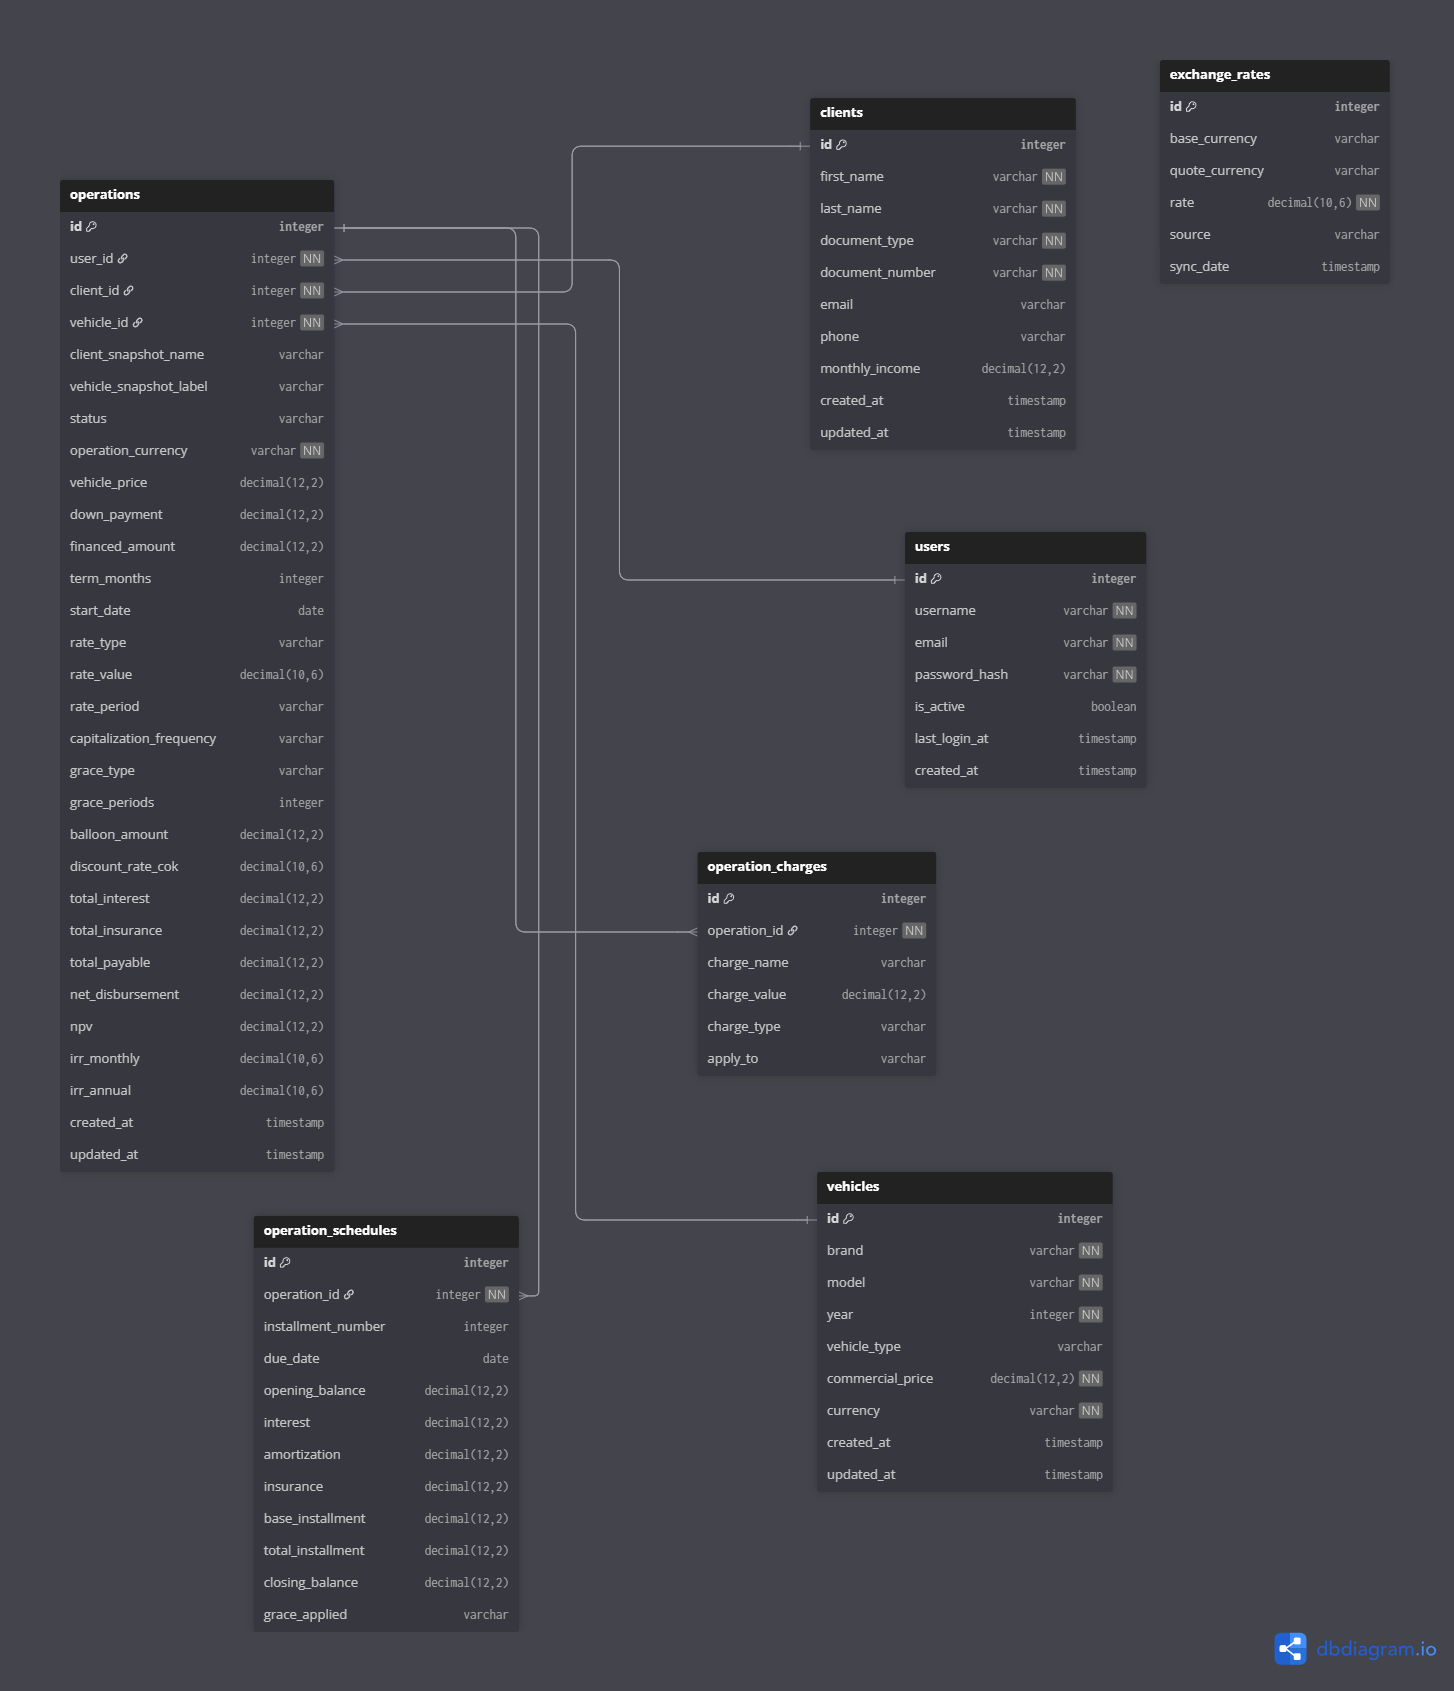 operations
id integer
user_id integer NN
client_id integer NN
vehicle_id integer NN
client_snapshot_name varchar
vehicle_snapshot_label varchar
status varchar
operation_currency varchar NN
vehicle_price decimal(12,2)
down_payment decimal(12,2)
financed_amount decimal(12,2)
term_months integer
start_date date
rate_type varchar
rate_value decimal(10,6)
rate_period varchar
capitalization_frequency varchar
grace_type varchar
grace_periods integer
balloon_amount decimal(12,2)
discount_rate_cok decimal(10,6)
total_interest decimal(12,2)
total_insurance decimal(12,2)
total_payable decimal(12,2)
net_disbursement decimal(12,2)
npv decimal(12,2)
irr_monthly decimal(10,6)
irr_annual decimal(10,6)
created_at timestamp
updated_at timestamp
operation_schedules
id integer
operation_id integer NN
installment_number integer
due_date date
opening_balance decimal(12,2)
interest decimal(12,2)
amortization decimal(12,2)
insurance decimal(12,2)
base_installment decimal(12,2)
total_installment decimal(12,2)
closing_balance decimal(12,2)
grace_applied varchar
clients
id integer
first_name varchar NN
last_name varchar NN
document_type varchar NN
document_number varchar NN
email varchar
phone varchar
monthly_income decimal(12,2)
created_at timestamp
updated_at timestamp
exchange_rates
id integer
base_currency varchar
quote_currency varchar
rate decimal(10,6) NN
source varchar
sync_date timestamp
users
id integer
username varchar NN
email varchar NN
password_hash varchar NN
is_active boolean
last_login_at timestamp
created_at timestamp
operation_charges
id integer
operation_id integer NN
charge_name varchar
charge_value decimal(12,2)
charge_type varchar
apply_to varchar
vehicles
id integer
brand varchar NN
model varchar NN
year integer NN
vehicle_type varchar
commercial_price decimal(12,2) NN
currency varchar NN
created_at timestamp
updated_at timestamp
dbdiagram.io